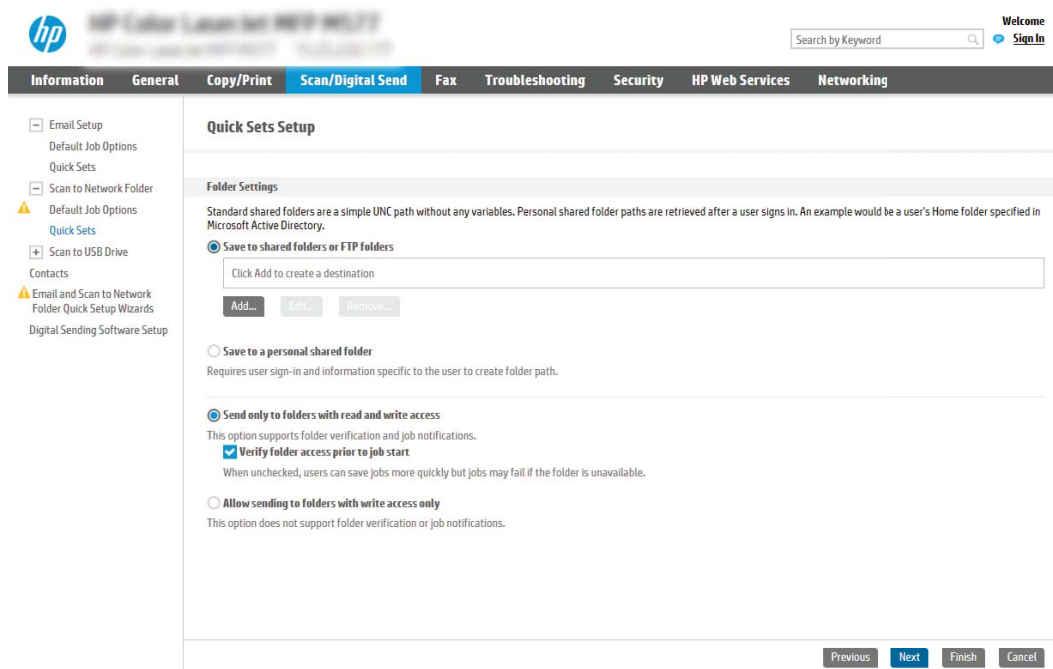 hp
Welcome
Search by Keyword
Sign In
Information General Copy/Print Scan/Digital Send Fax Troubleshooting Security HP Web Services Networking
Email Setup
Default Job Options
Quick Sets
Scan to Network Folder
Default Job Options
Quick Sets
Scan to USB Drive
Contacts
Email and Scan to Network
Folder Quick Setup Wizards
Digital Sending Software Setup
Quick Sets Setup
Folder Settings
Standard shared folders are a simple UNC path without any variables. Personal shared folder paths are retrieved after a user signs in. An example would be a user's Home folder specified in
Microsoft Active Directory.
Save to shared folders or FTP folders
Click Add to create a destination
Add... Edit... Remove...
Save to a personal shared folder
Requires user sign-in and information specific to the user to create folder path.
Send only to folders with read and write access
This option supports folder verification and job notifications.
Verify folder access prior to job start
When unchecked, users can save jobs more quickly but jobs may fail if the folder is unavailable.
Allow sending to folders with write access only
This option does not support folder verification or job notifications.
Previous Next Finish Cancel